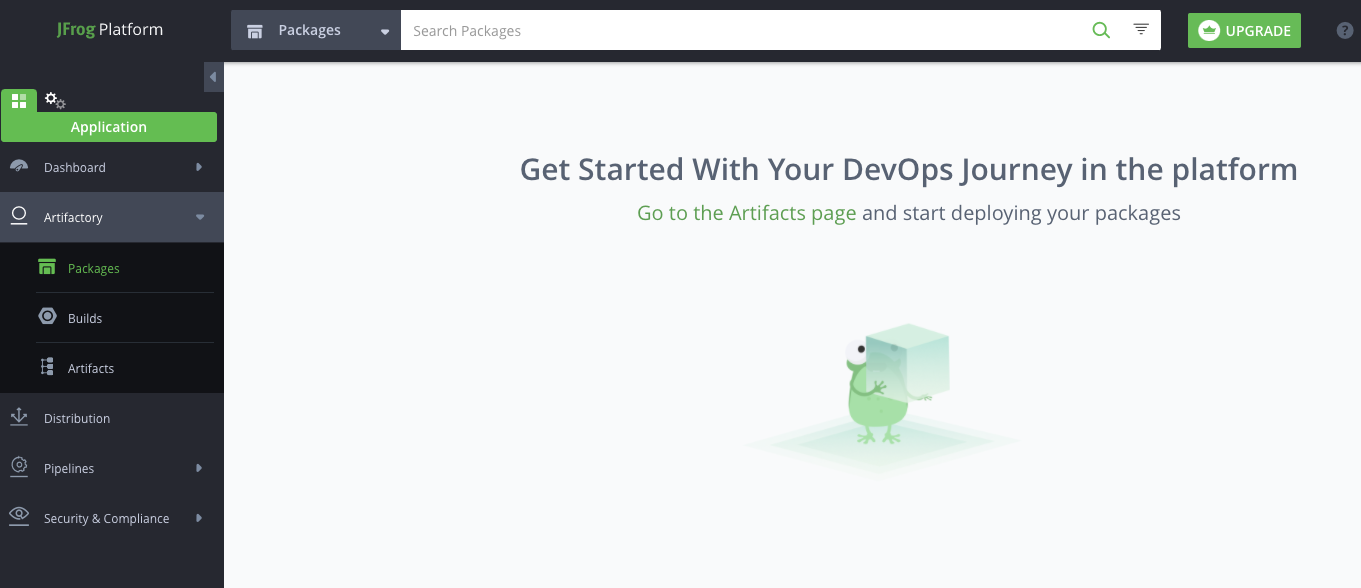 JFrog Platform
Packages
Search Packages
UPGRADE
?
Application
Dashboard
Artifactory
Packages
Builds
Artifacts
Distribution
Pipelines
Security & Compliance
Get Started With Your DevOps Journey in the platform
Go to the Artifacts page and start deploying your packages